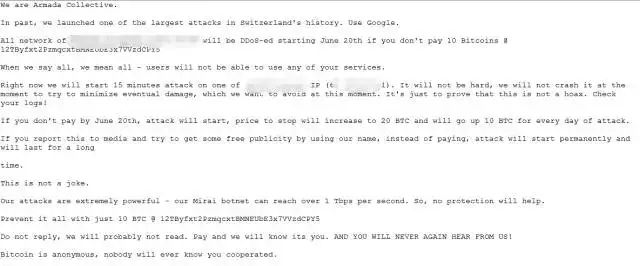 We are Armada Collective.
In past, we launched one of the largest attacks in Switzerland's history. Use Google.
All network of will be DDoS-ed starting June 20th if you don't pay 10 Bitcoins @
12TByfxt2PzmqcxtBMNEUbE3x7VVzdCPY5
When we say all, we mean all - users will not be able to use any of your services.
Right now we will start 15 minutes attack on one of IP (6 1). It will not be hard, we will not crash it at the
moment to try to minimize eventual damage, which we want to avoid at this moment. It's just to prove that this is not a hoax. Check
your logs!
If you don't pay by June 20th, attack will start, price to stop will increase to 20 BTC and will go up 10 BTC for every day of attack.
If you report this to media and try to get some free publicity by using our name, instead of paying, attack will start permanently and
will last for a long
time.
This is not a joke.
Our attacks are extremely powerful - our Mirai botnet can reach over 1 Tbps per second. So, no protection will help.
Prevent it all with just 10 BTC @ 12TByfxt2PzmqcxtBMNEUbE3x7VVzdCPY5
Do not reply, we will probably not read. Pay and we will know its you. AND YOU WILL NEVER AGAIN HEAR FROM US!
Bitcoin is anonymous, nobody will ever know you cooperated.